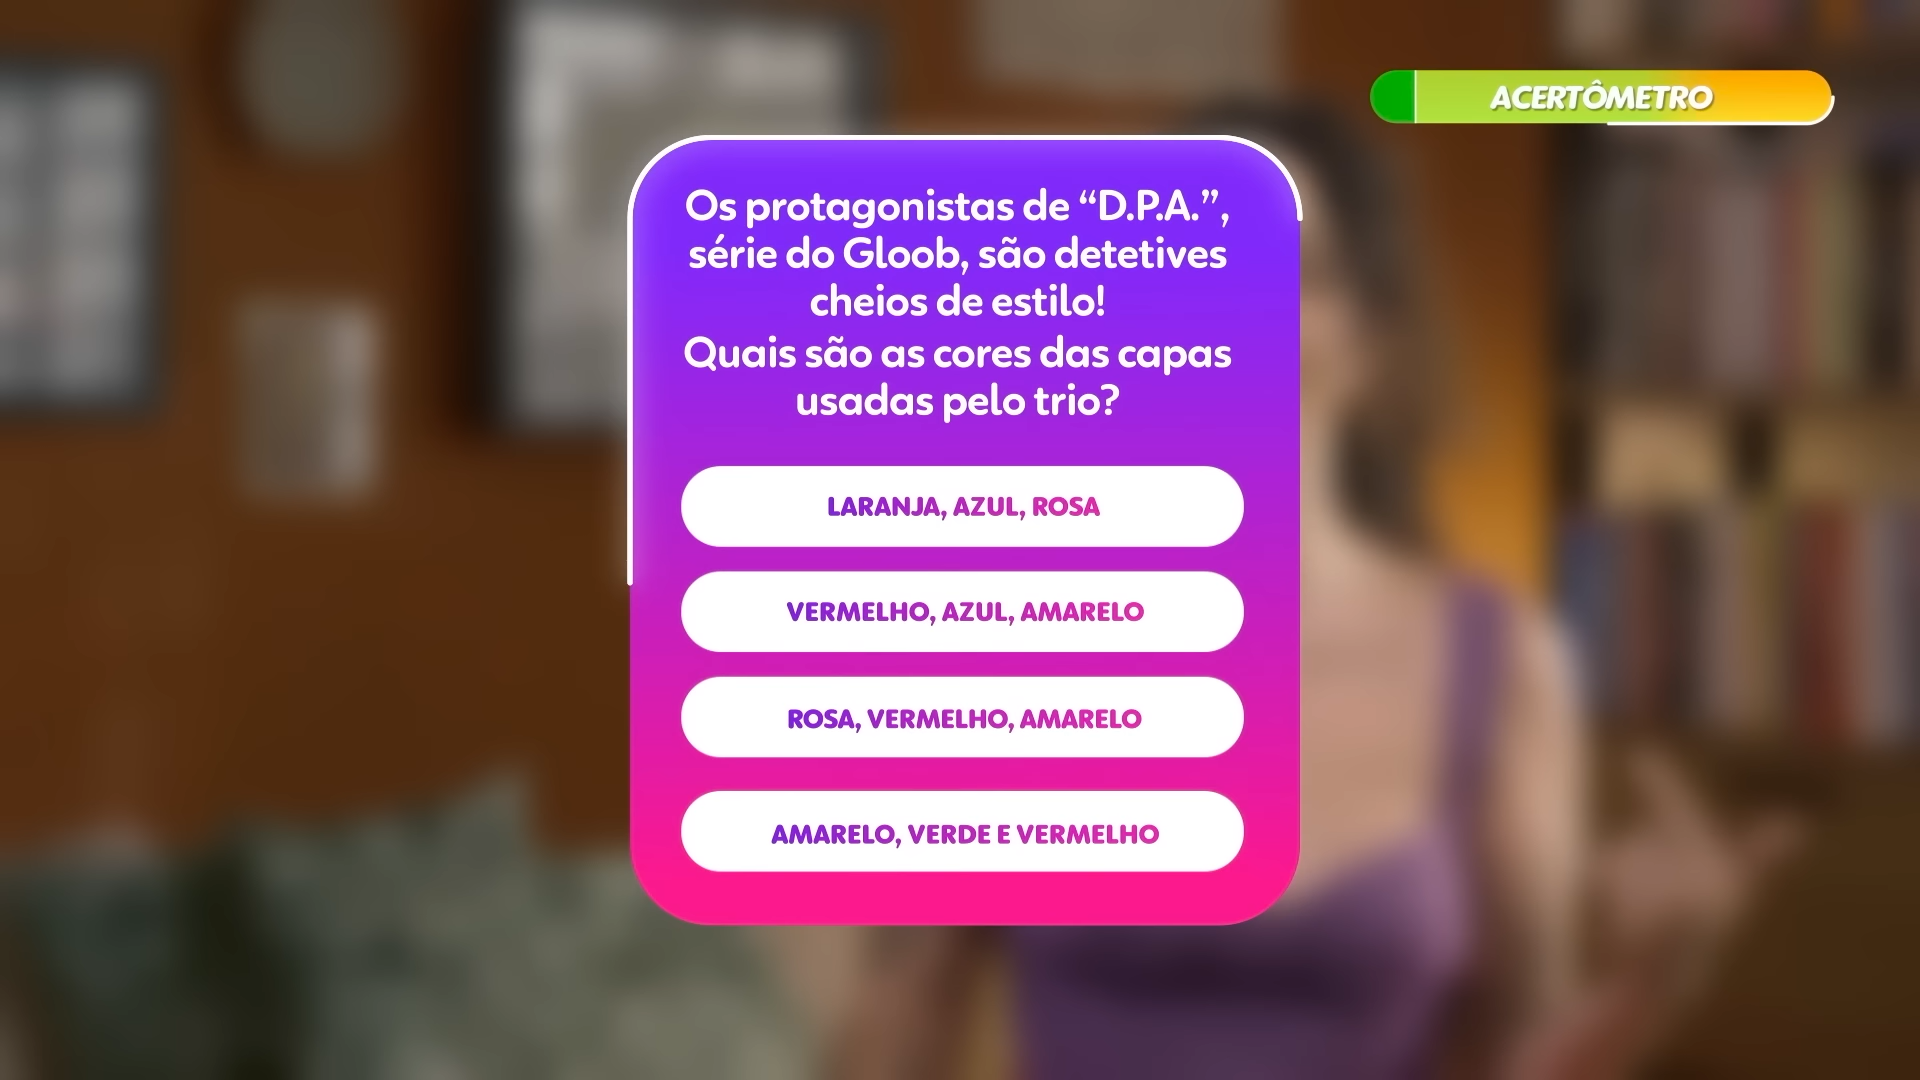 ACERTÔMETRO
Os protagonistas de “D.P.A.”,
série do Gloob, são detetives
cheios de estilo!
Quais são as cores das capas
usadas pelo trio?
LARANJA, AZUL, ROSA
VERMELHO, AZUL, AMARELO
ROSA, VERMELHO, AMARELO
AMARELO, VERDE E VERMELHO